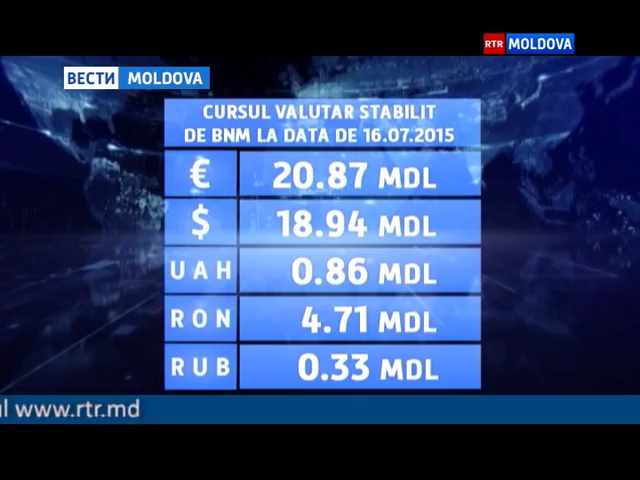 RTR MOLDOVA
ВЕСТИ MOLDOVA
CURSUL VALUTAR STABILIT
DE BNM LA DATA DE 16.07.2015
€ 20.87 MDL
$ 18.94 MDL
UAH 0.86 MDL
RON 4.71 MDL
RUB 0.33 MDL
www.rtr.md